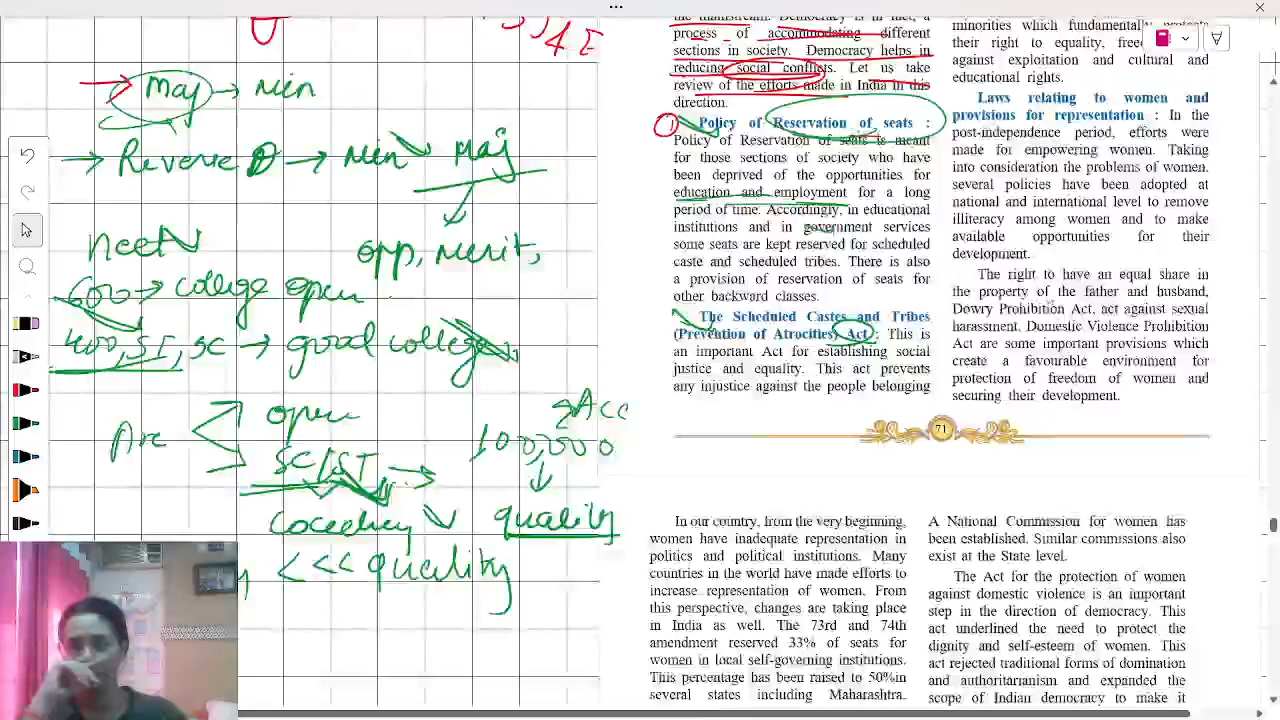 Maj → Min
→ Reverse D → Min Maj
opp, merit,
Need
600 → college open
400, ST, SC → good college
open
SC/ST →
100,000
↓
quality
<<< quality
the mainstream. Democracy is in fact, a
process of accommodating different
sections in society. Democracy helps in
reducing social conflicts. Let us take
review of the efforts made in India in this
direction.
1 Policy of Reservation of seats :
Policy of Reservation of seats is meant
for those sections of society who have
been deprived of the opportunities for
education and employment for a long
period of time. Accordingly, in educational
institutions and in government services
some seats are kept reserved for scheduled
caste and scheduled tribes. There is also
a provision of reservation of seats for
other backward classes.
The Scheduled Castes and Tribes
(Prevention of Atrocities) Act : This is
an important Act for establishing social
justice and equality. This act prevents
any injustice against the people belonging
minorities which fundamentally protects
their right to equality,
against exploitation and cultural and
educational rights.
Laws relating to women and
provisions for representation : In the
post-independence period, efforts were
made for empowering women. Taking
into consideration the problems of women.
several policies have been adopted at
national and international level to remove
illiteracy among women and to make
available opportunities for their
development.
The right to have an equal share in
the property of the father and husband,
Dowry Prohibition Act, act against sexual
harassment, Domestic Violence Prohibition
Act are some important provisions which
create a favourable environment for
protection of freedom of women and
securing their development.
71
In our country, from the very beginning,
women have inadequate representation in
politics and political institutions. Many
countries in the world have made efforts to
increase representation of women. From
this perspective, changes are taking place
in India as well. The 73rd and 74th
amendment reserved 33% of seats for
women in local self-governing institutions.
This percentage has been raised to 50%in
several states including Maharashtra.
A National Commission for women has
been established. Similar commissions also
exist at the State level.
The Act for the protection of women
against domestic violence is an important
step in the direction of democracy. This
act underlined the need to protect the
dignity and self-esteem of women. This
act rejected traditional forms of domination
and authoritarianism and expanded the
scope of Indian democracy to make it